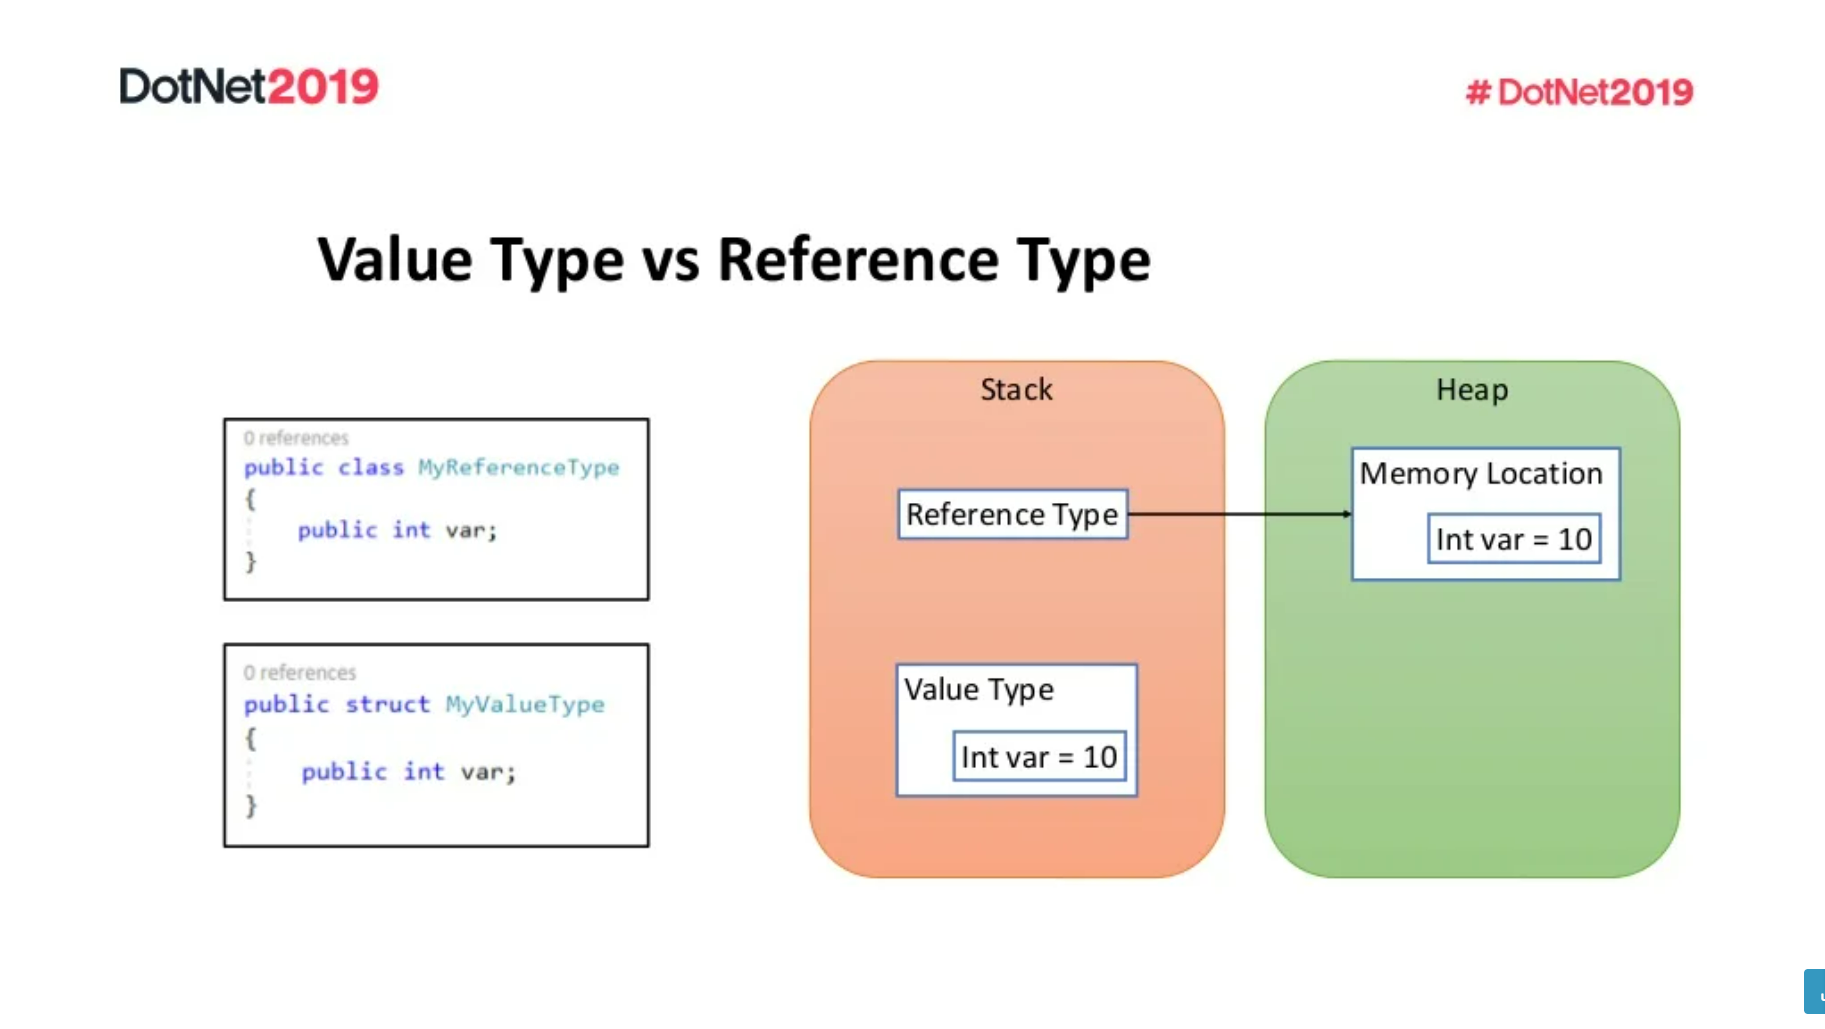 DotNet2019
# DotNet2019
Value Type vs Reference Type
0 references
public class MyReferenceType
{
public int var;
}
0 references
public struct MyValueType
{
public int var;
}
Stack
Reference Type
Value Type
Int var = 10
Heap
Memory Location
Int var = 10